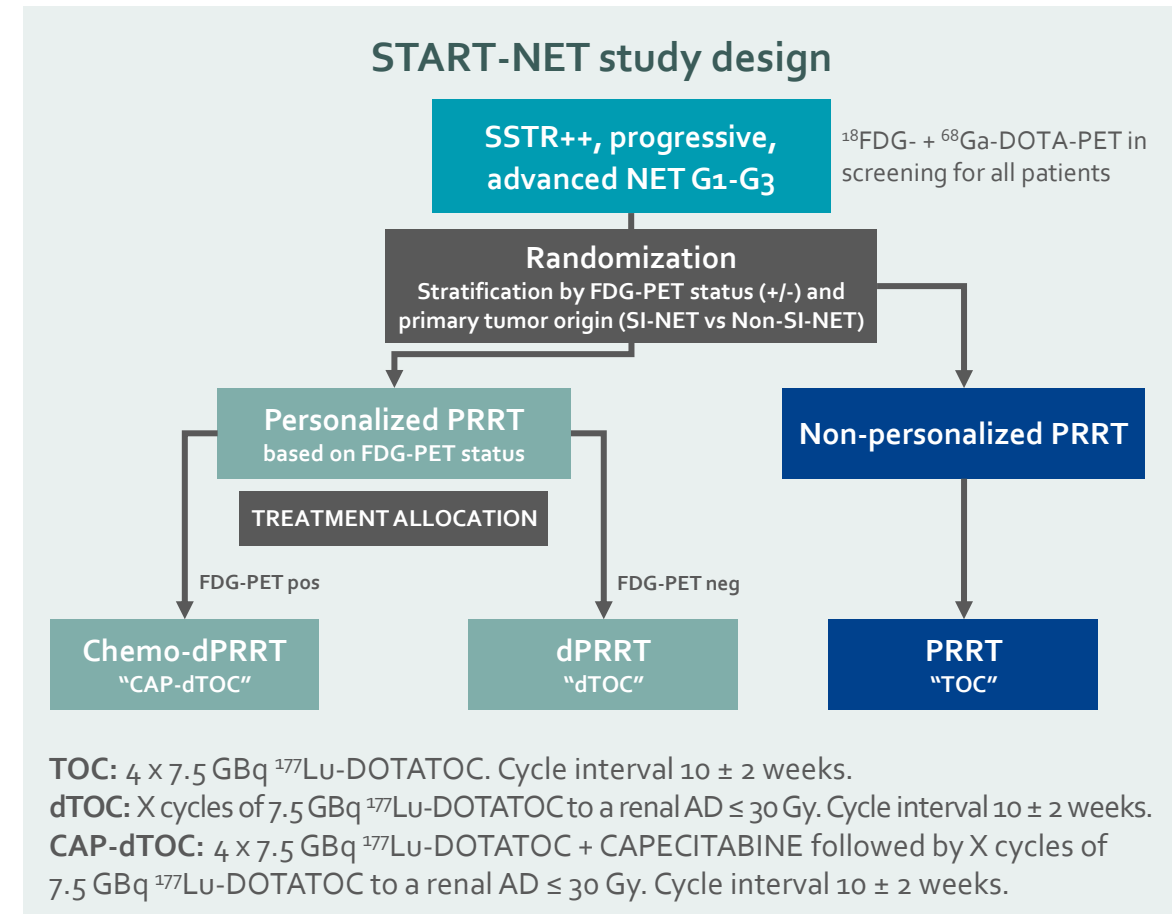 START-NET study design
SSTR++, progressive,
advanced NET G1-G3
¹⁸FDG- + ⁶⁸Ga-DOTA-PET in
screening for all patients
Randomization
Stratification by FDG-PET status (+/-) and
primary tumor origin (SI-NET vs Non-SI-NET)
Personalized PRRT
based on FDG-PET status
Non-personalized PRRT
TREATMENT ALLOCATION
FDG-PET pos
FDG-PET neg
Chemo-dPRRT
“CAP-dTOC”
dPRRT
“dTOC”
PRRT
“TOC”
TOC: 4 x 7.5 GBq ¹⁷⁷Lu-DOTATOC. Cycle interval 10 ± 2 weeks.
dTOC: X cycles of 7.5 GBq ¹⁷⁷Lu-DOTATOC to a renal AD ≤ 30 Gy. Cycle interval 10 ± 2 weeks.
CAP-dTOC: 4 x 7.5 GBq ¹⁷⁷Lu-DOTATOC + CAPECITABINE followed by X cycles of
7.5 GBq ¹⁷⁷Lu-DOTATOC to a renal AD ≤ 30 Gy. Cycle interval 10 ± 2 weeks.